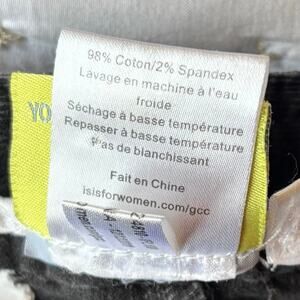 98% Coton/2% Spandex
Lavage en machine à l'eau
froide
Séchage à basse température
Repasser à basse température
Pas de blanchissant
Fait en Chine
isisforwomen.com/gcc
YO